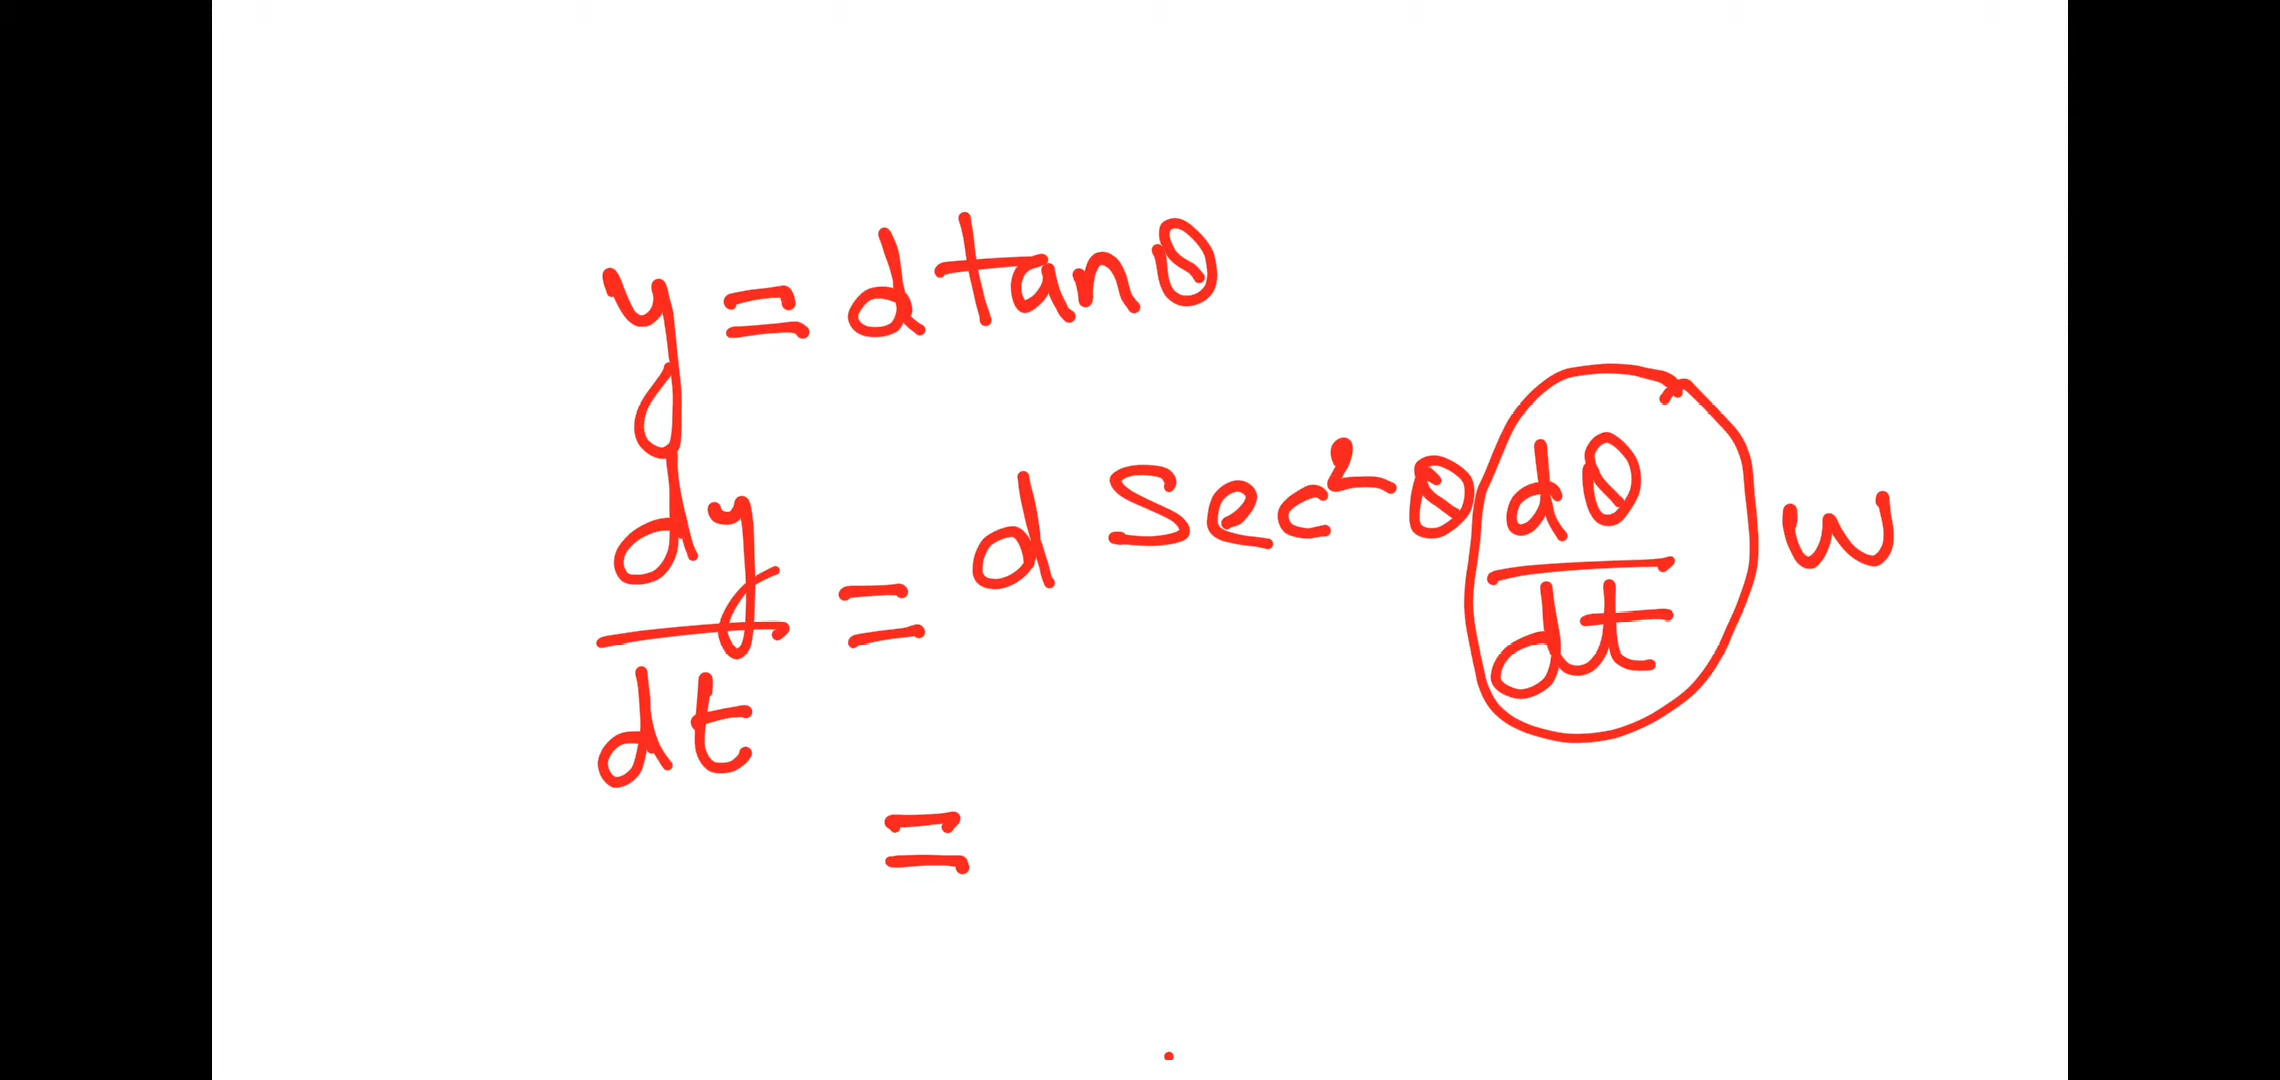 y = d tanθ
dy/dt = d sec²θ dθ/dt w
=